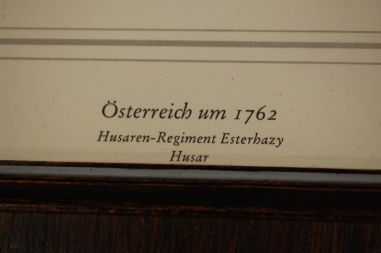 Österreich um 1762
Husaren-Regiment Esterhazy
Husar